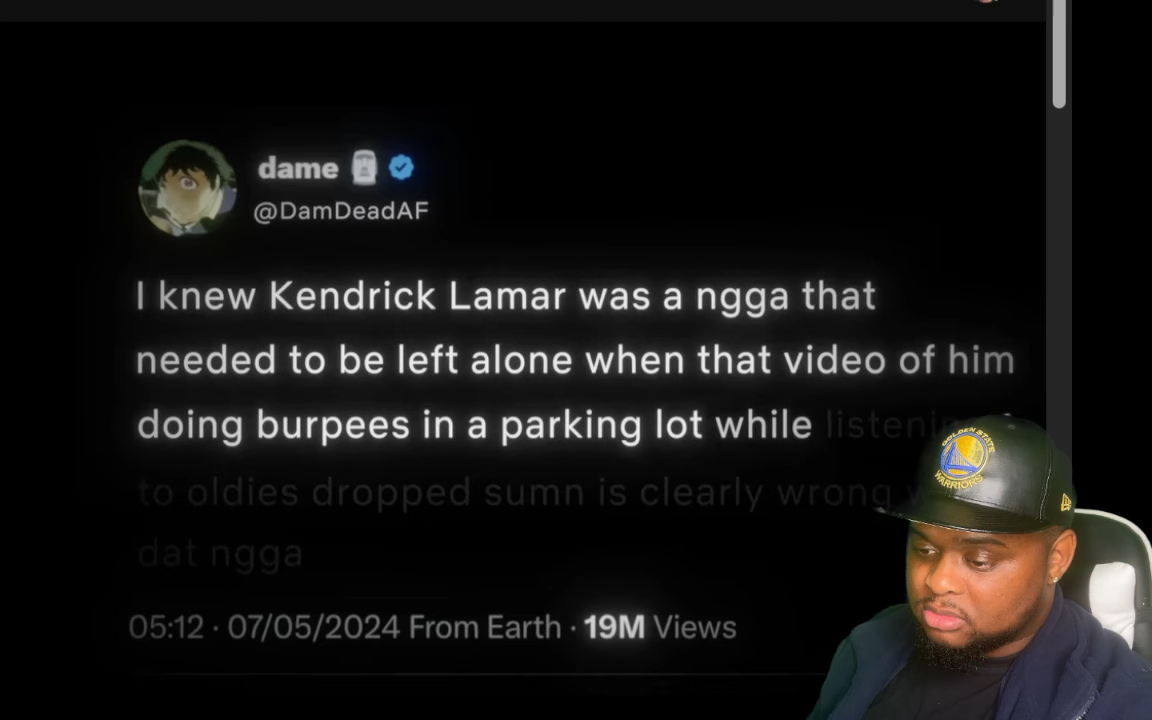 dame
@DamDeadAF
I knew Kendrick Lamar was a ngga that
needed to be left alone when that video of him
doing burpees in a parking lot while listenin
to oldies dropped sumn is clearly wrong w
dat ngga
05:12 · 07/05/2024 From Earth · 19M Views
GOLDEN STATE
WARRIORS